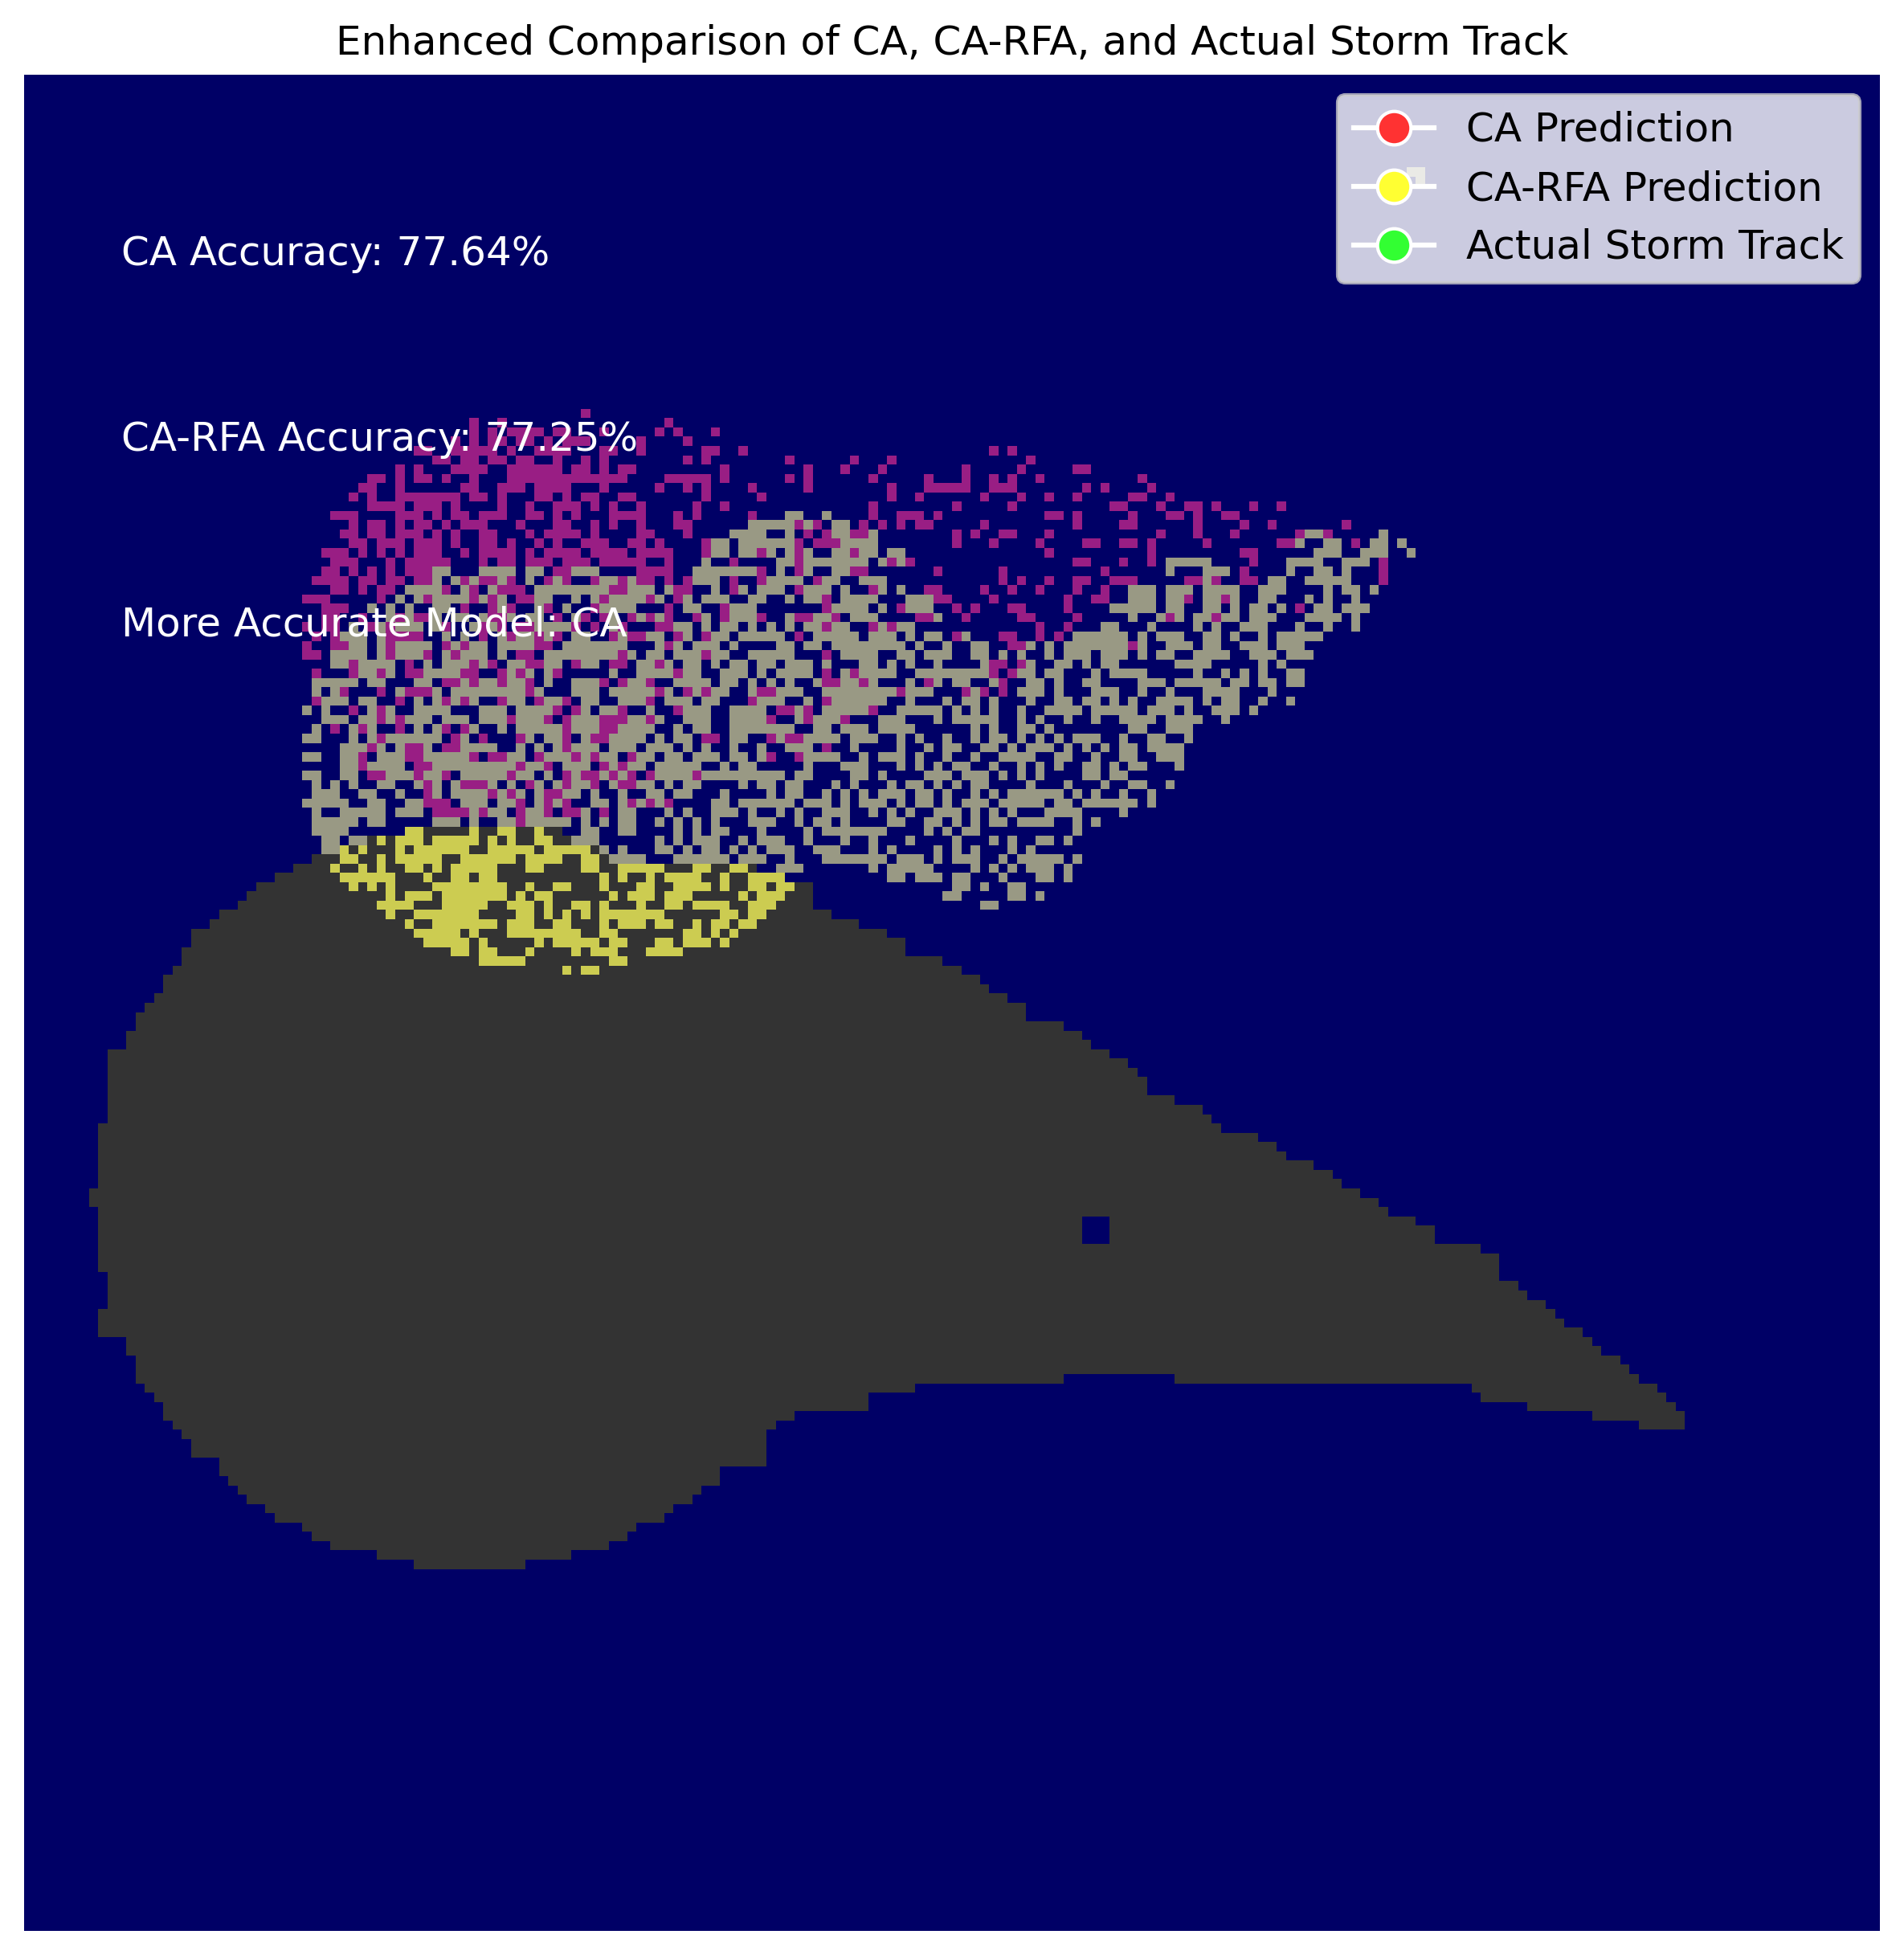 Enhanced Comparison of CA, CA-RFA, and Actual Storm Track
CA Prediction
CA-RFA Prediction
Actual Storm Track
CA Accuracy: 77.64%
CA-RFA Accuracy: 77.25%
More Accurate Model: CA